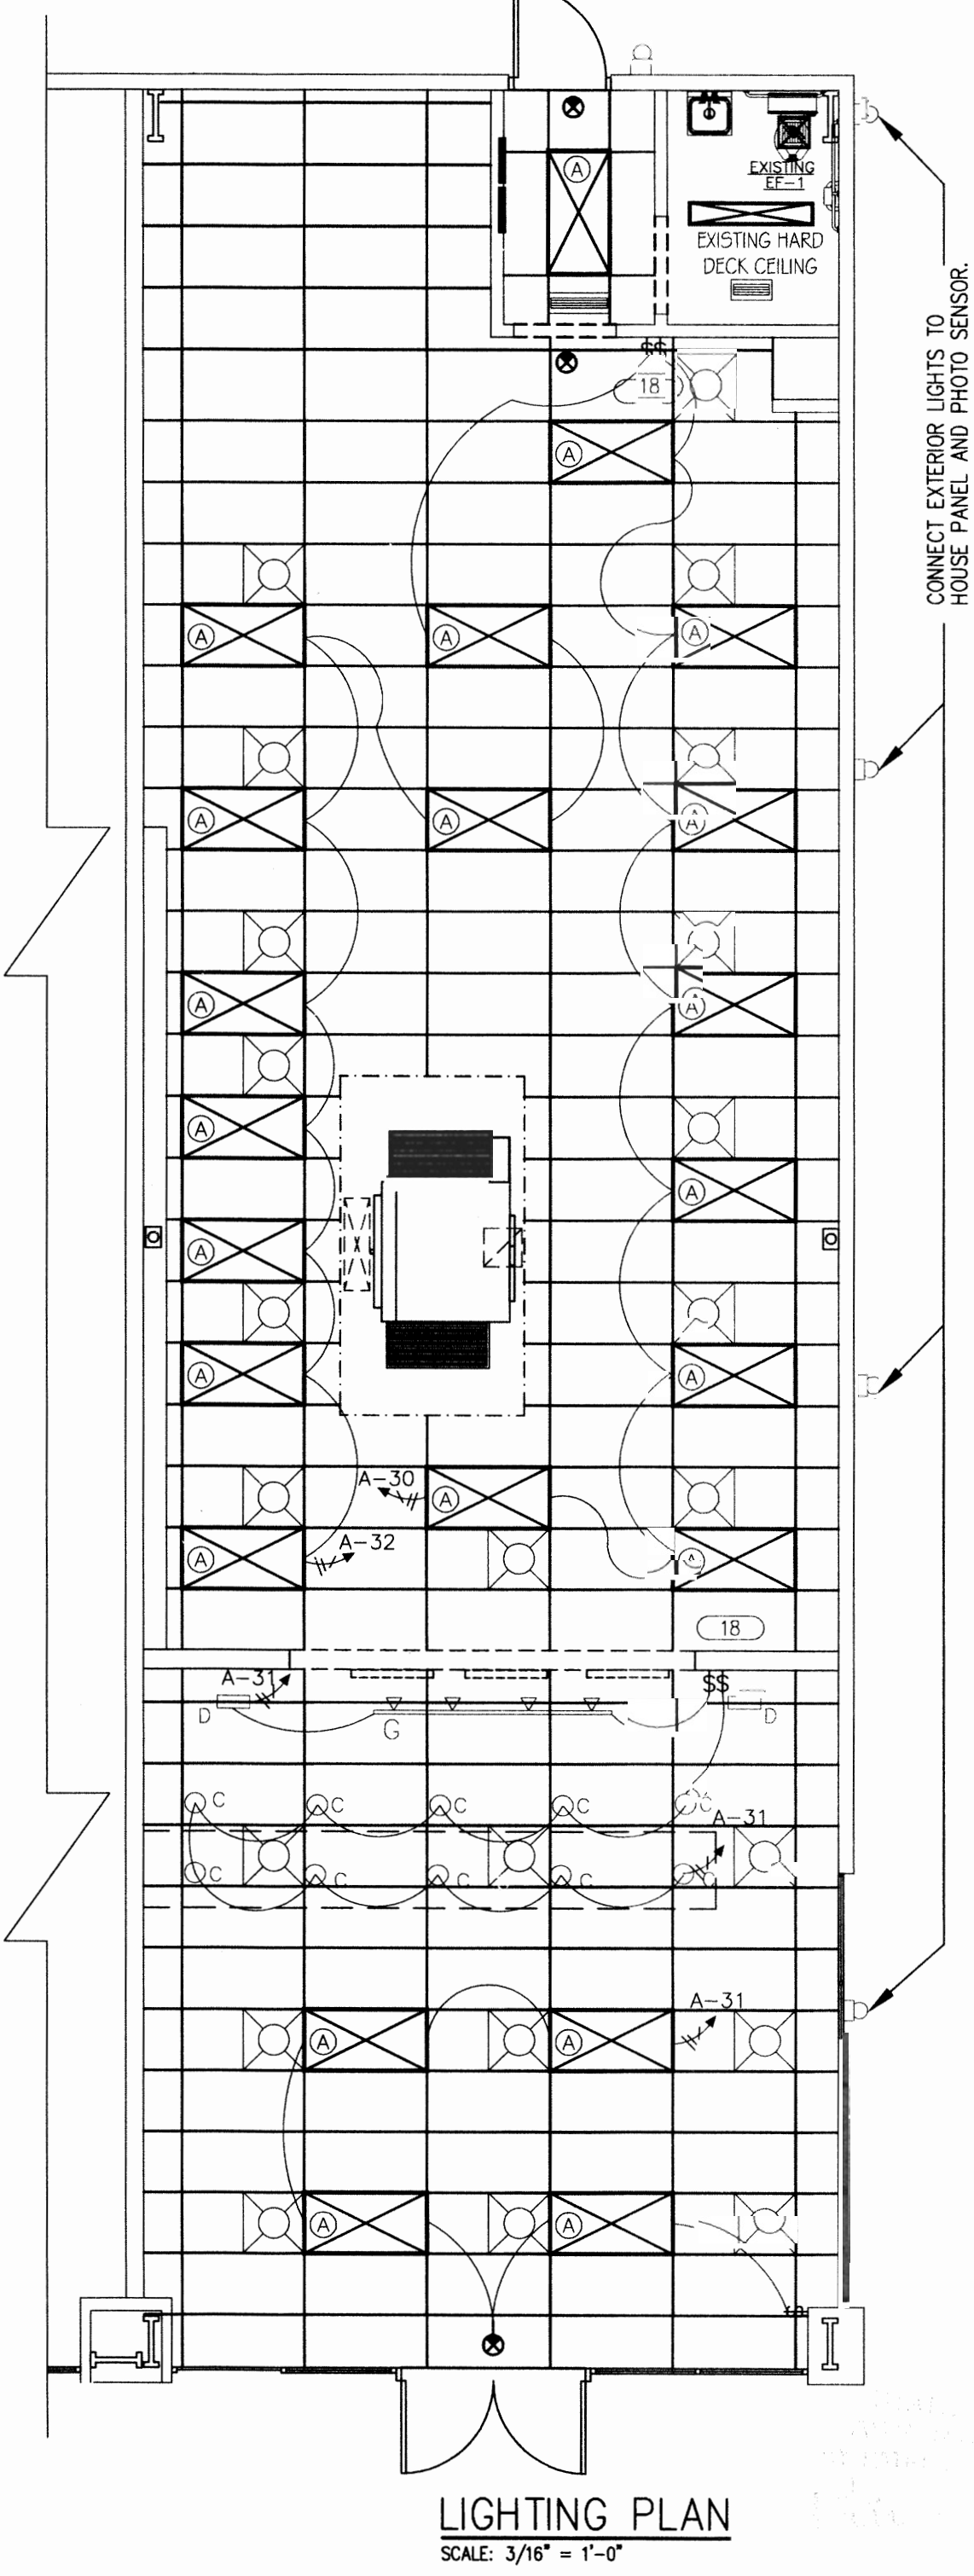 A
EXISTING
EF-1
EXISTING HARD
DECK CEILING
CONNECT EXTERIOR LIGHTS TO
HOUSE PANEL AND PHOTO SENSOR.
$$
18
A
A A A
A A A
A A
A
A
A
A A
A-30
A
A-32
A
18
A-31
$$
D G D
C C C C C
A-31
C C C C C
A-31
A A
A A
$
LIGHTING PLAN
SCALE: 3/16" = 1'-0"